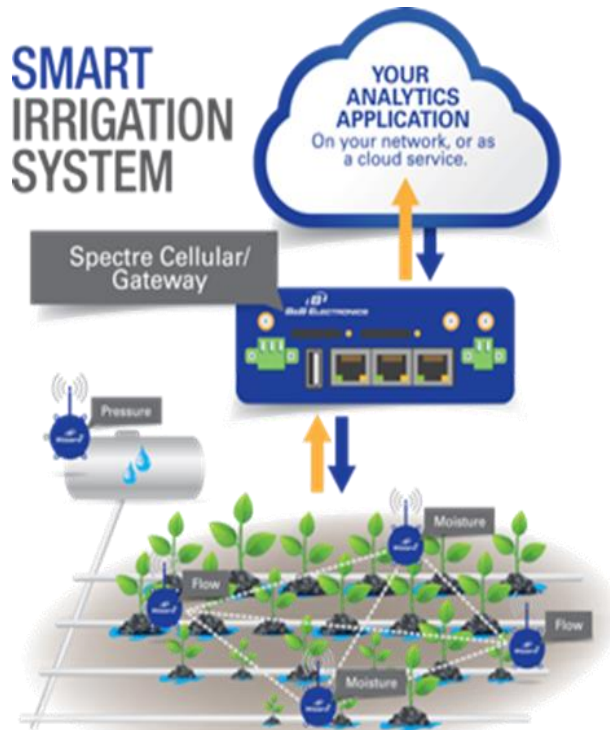 SMART
IRRIGATION
SYSTEM
YOUR
ANALYTICS
APPLICATION
On your network, or as
a cloud service.
Spectre Cellular/
Gateway
B&B ELECTRONICS
Pressure
Moisture
Flow
Flow
Moisture